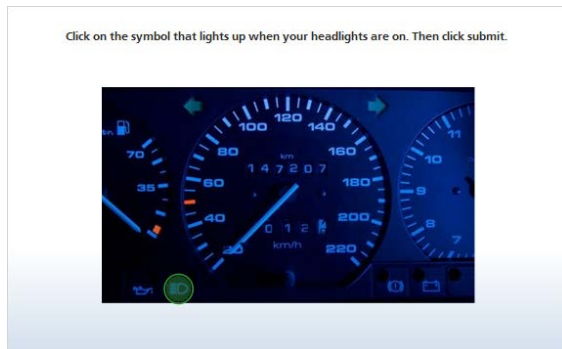 Click on the symbol that lights up when your headlights are on. Then click submit.
100 120 140
11
70 80 km 160 10
147207
35 60 180 9
40 012 200 8
20 km/h 220 7